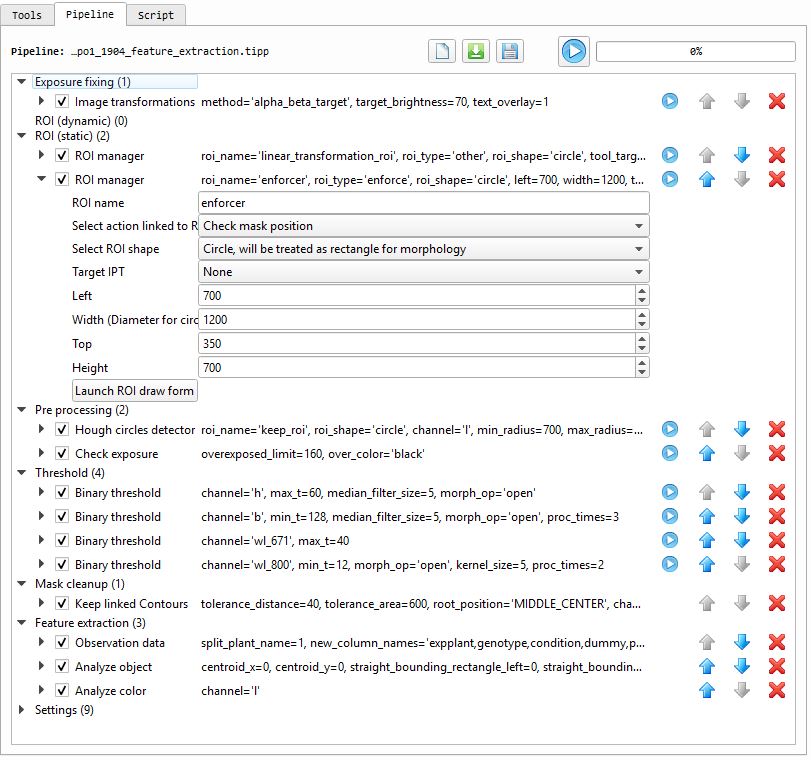 Tools Pipeline Script
Pipeline: …po1_1904_feature_extraction.tipp 0%
Exposure fixing (1)
Image transformations method='alpha_beta_target', target_brightness=70, text_overlay=1
ROI (dynamic) (0)
ROI (static) (2)
ROI manager roi_name='linear_transformation_roi', roi_type='other', roi_shape='circle', tool_targ...
ROI manager roi_name='enforcer', roi_type='enforce', roi_shape='circle', left=700, width=1200, t...
ROI name enforcer
Select action linked to R Check mask position
Select ROI shape Circle, will be treated as rectangle for morphology
Target IPT None
Left 700
Width (Diameter for circ 1200
Top 350
Height 700
Launch ROI draw form
Pre processing (2)
Hough circles detector roi_name='keep_roi', roi_shape='circle', channel='l', min_radius=700, max_radius=...
Check exposure overexposed_limit=160, over_color='black'
Threshold (4)
Binary threshold channel='h', max_t=60, median_filter_size=5, morph_op='open'
Binary threshold channel='b', min_t=128, median_filter_size=5, morph_op='open', proc_times=3
Binary threshold channel='wl_671', max_t=40
Binary threshold channel='wl_800', min_t=12, morph_op='open', kernel_size=5, proc_times=2
Mask cleanup (1)
Keep linked Contours tolerance_distance=40, tolerance_area=600, root_position='MIDDLE_CENTER', cha...
Feature extraction (3)
Observation data split_plant_name=1, new_column_names='expplant,genotype,condition,dummy,p...
Analyze object centroid_x=0, centroid_y=0, straight_bounding_rectangle_left=0, straight_boundin...
Analyze color channel='l'
Settings (9)